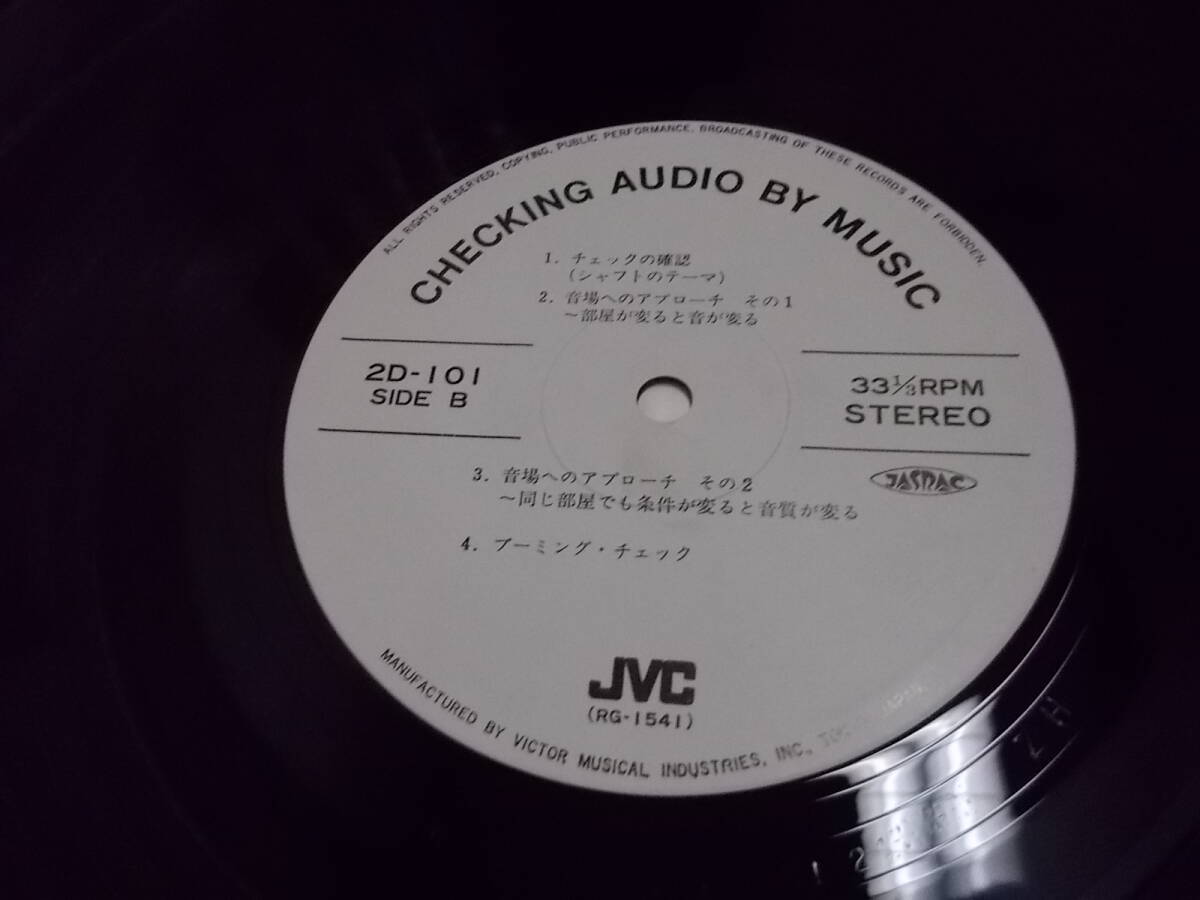 ALL RIGHTS RESERVED. COPYING, PUBLIC PERFORMANCE, BROADCASTING OF THESE RECORDS ARE FORBIDDEN.
CHECKING AUDIO BY MUSIC
1. チェックの確認
(シャフトのテーマ)
2. 音場へのアプローチ その1
〜部屋が変ると音が変る
2D-101
SIDE B
33⅓RPM
STEREO
JASRAC
3. 音場へのアプローチ その2
〜同じ部屋でも条件が変ると音質が変る
4. ブーミング・チェック
JVC
(RG-1541)
MANUFACTURED BY VICTOR MUSICAL INDUSTRIES, INC., JAPAN.